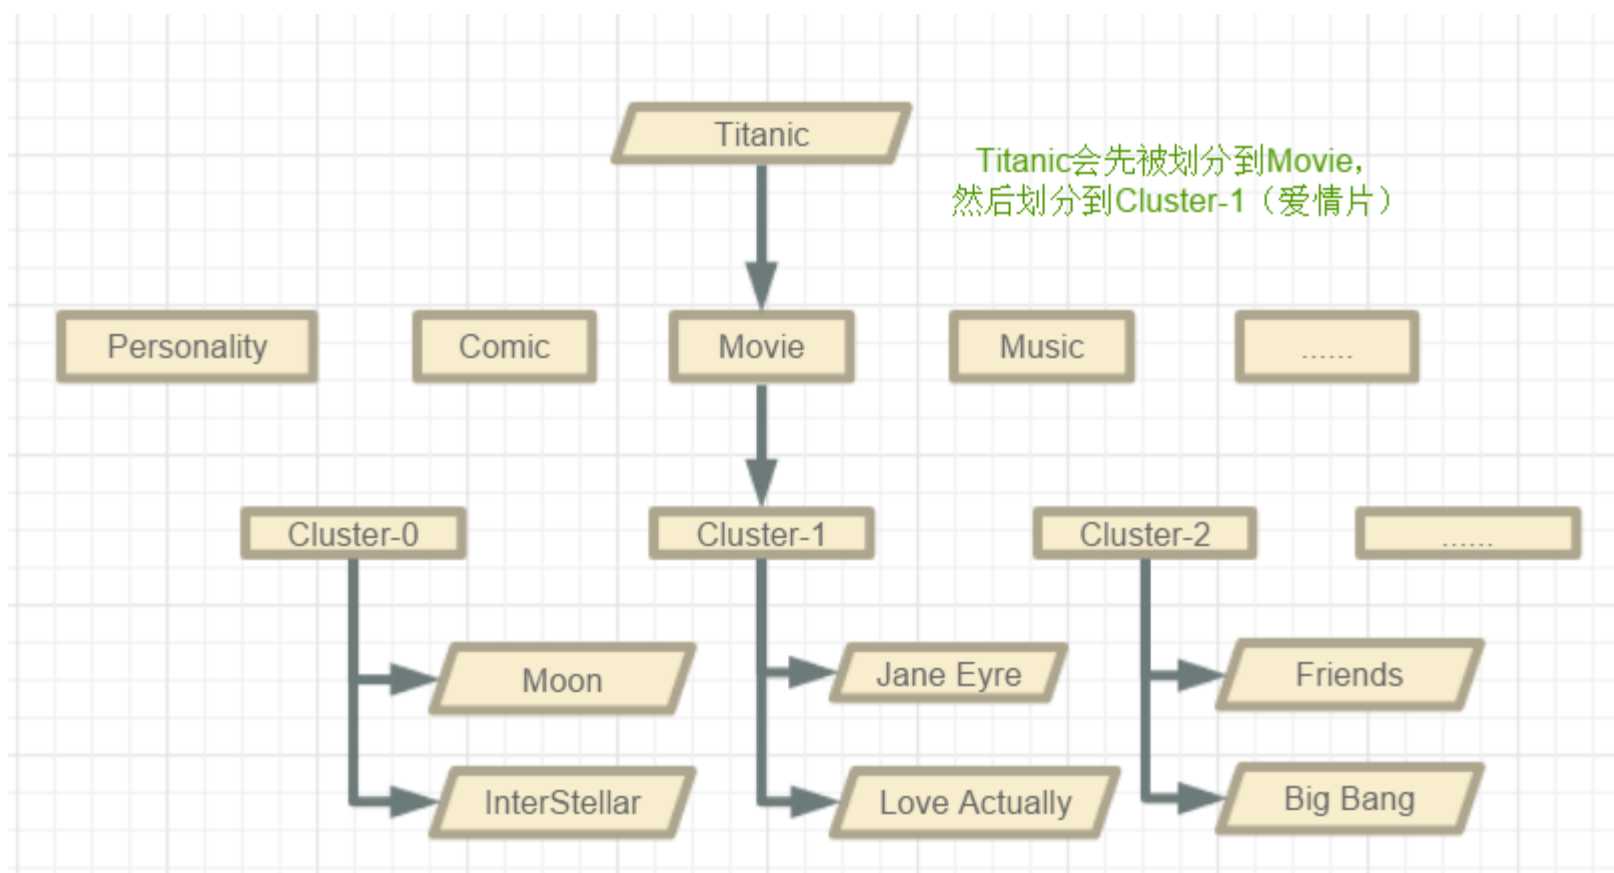 Titanic
Titanic会先被划分到Movie,
然后划分到Cluster-1（爱情片）
Personality
Comic
Movie
Music
......
Cluster-0
Cluster-1
Cluster-2
......
Moon
Jane Eyre
Friends
InterStellar
Love Actually
Big Bang